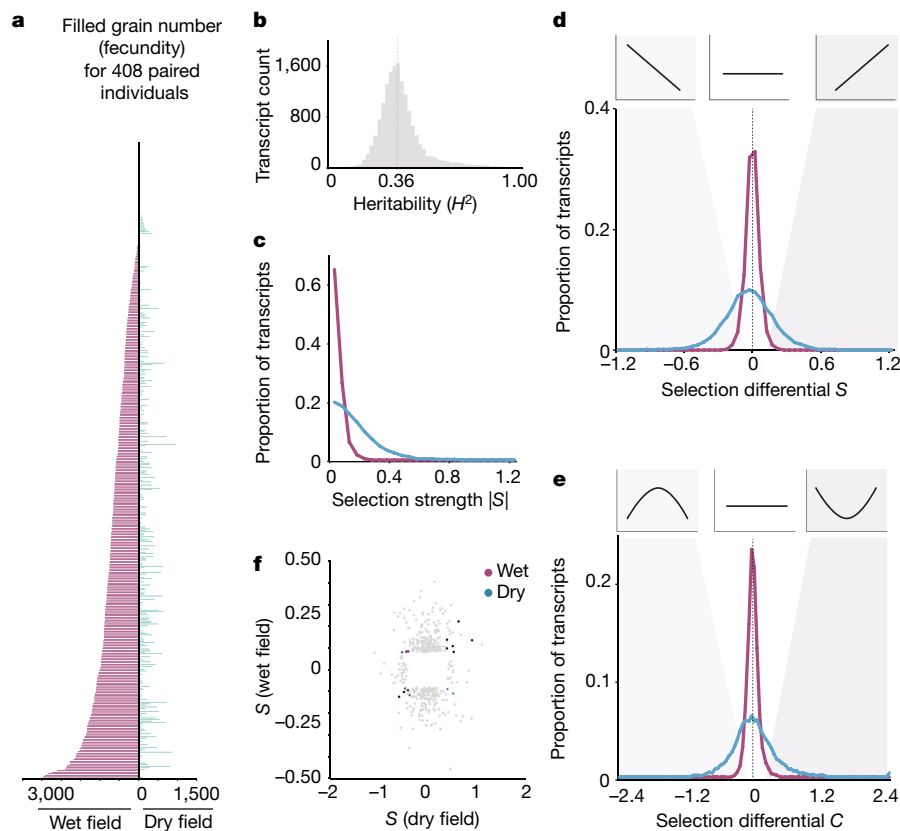 a
Filled grain number
(fecundity)
for 408 paired
individuals
3,000
0
1,500
Wet field
Dry field
b
Transcript count
1,600
800
0
0
0.36
1.00
Heritability (H²)
c
Proportion of transcripts
0.6
0.4
0.2
0
0
0.4
0.8
1.2
Selection strength |S|
f
Wet
Dry
S (wet field)
0.50
0.25
0
−0.25
−0.50
−2
−1
0
1
2
S (dry field)
d
Proportion of transcripts
0.4
0.2
0
−1.2
−0.6
0
0.6
1.2
Selection differential S
e
Proportion of transcripts
0.2
0.1
0
−2.4
−1.2
0
1.2
2.4
Selection differential C